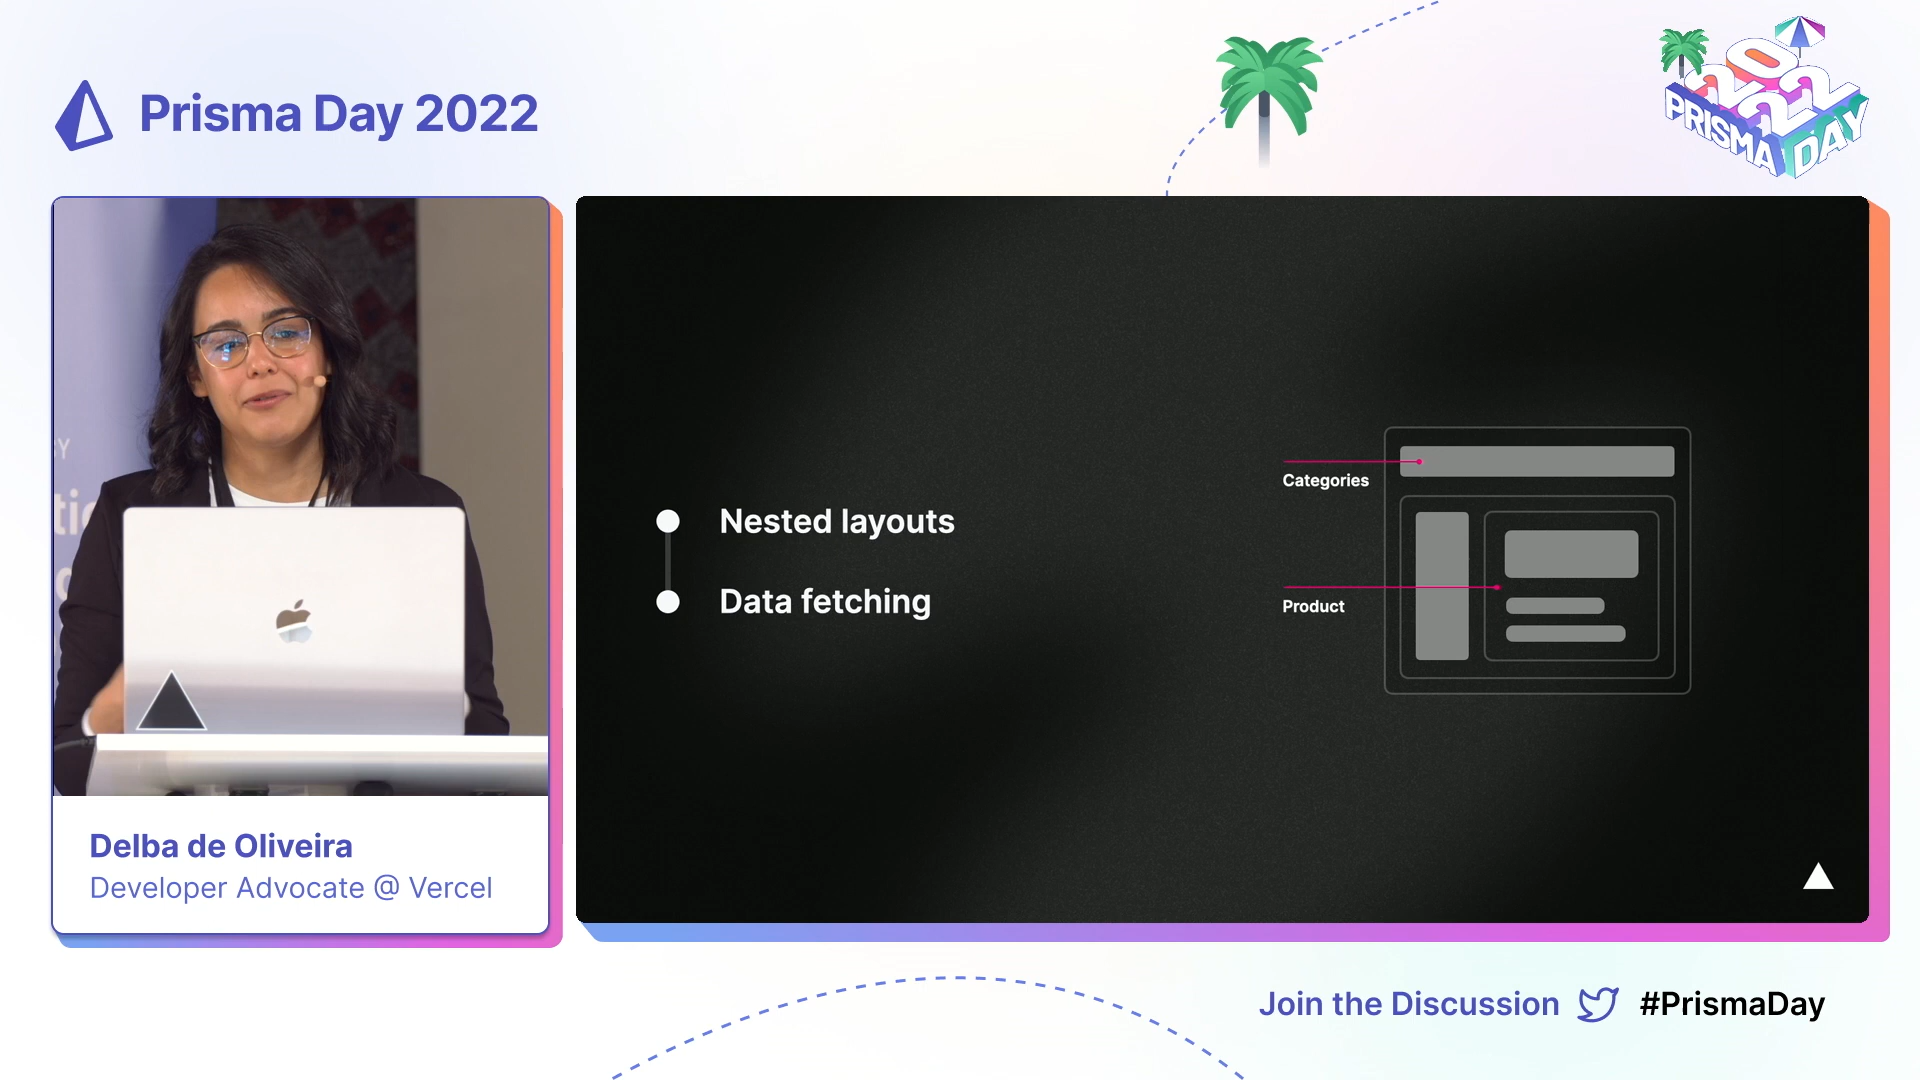 Prisma Day 2022
2022
PRISMA DAY
Delba de Oliveira
Developer Advocate @ Vercel
Nested layouts
Data fetching
Categories
Product
Join the Discussion #PrismaDay